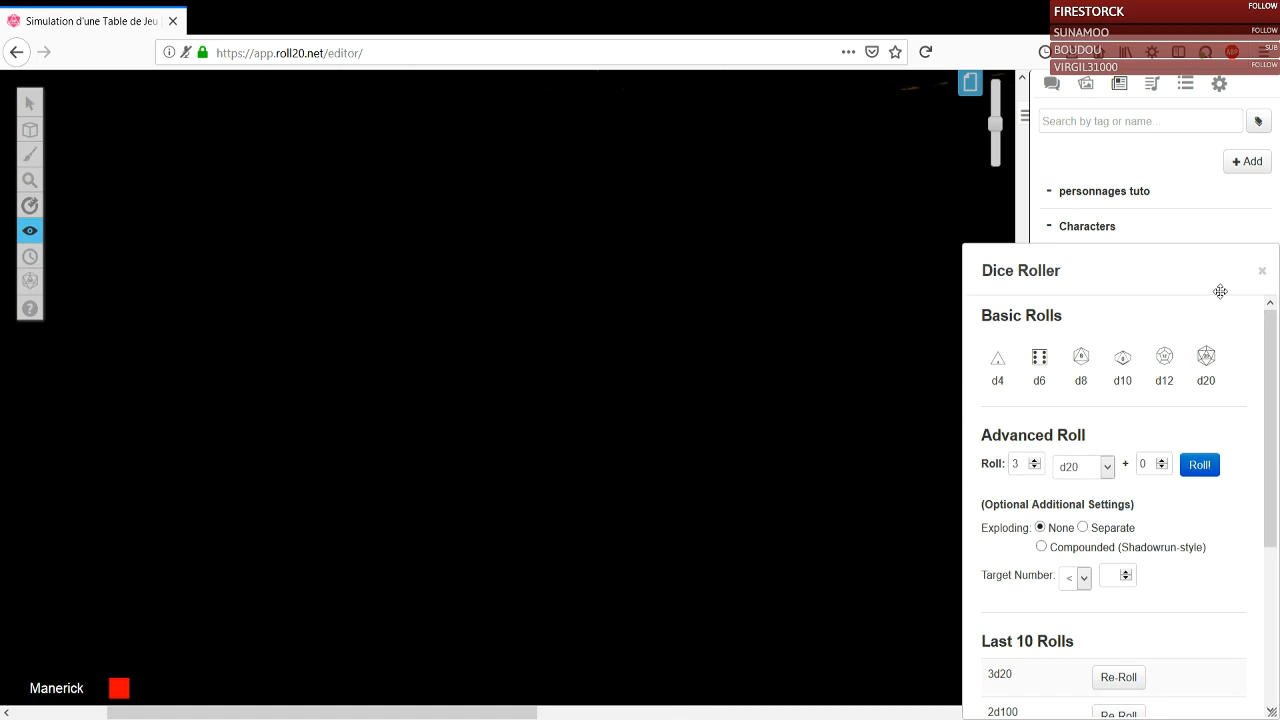 Simulation d'une Table de Jeu
https://app.roll20.net/editor/
FIRESTORCK FOLLOW
SUNAMOO FOLLOW
BOUDOU SUB
VIRGIL31000 FOLLOW
Search by tag or name...
+ Add
- personnages tuto
- Characters
Dice Roller
Basic Rolls
d4 d6 d8 d10 d12 d20
Advanced Roll
Roll: 3 d20 + 0 Roll!
(Optional Additional Settings)
Exploding: None Separate
Compounded (Shadowrun-style)
Target Number: <
Last 10 Rolls
3d20 Re-Roll
2d100 Re-Roll
Manerick